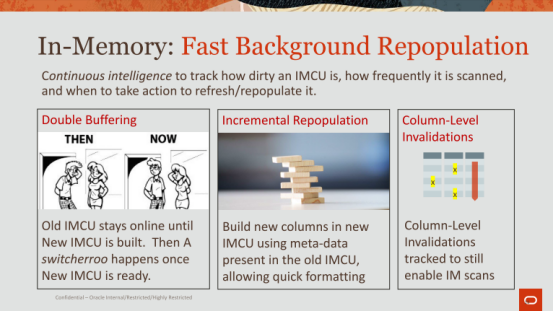 In-Memory: Fast Background Repopulation
Continuous intelligence to track how dirty an IMCU is, how frequently it is scanned,
and when to take action to refresh/repopulate it.
Double Buffering
THEN NOW
Old IMCU stays online until
New IMCU is built. Then A
switcherroo happens once
New IMCU is ready.
Incremental Repopulation
Build new columns in new
IMCU using meta-data
present in the old IMCU,
allowing quick formatting
Column-Level
Invalidations
x
x
x
Column-Level
Invalidations
tracked to still
enable IM scans
Confidential – Oracle Internal/Restricted/Highly Restricted